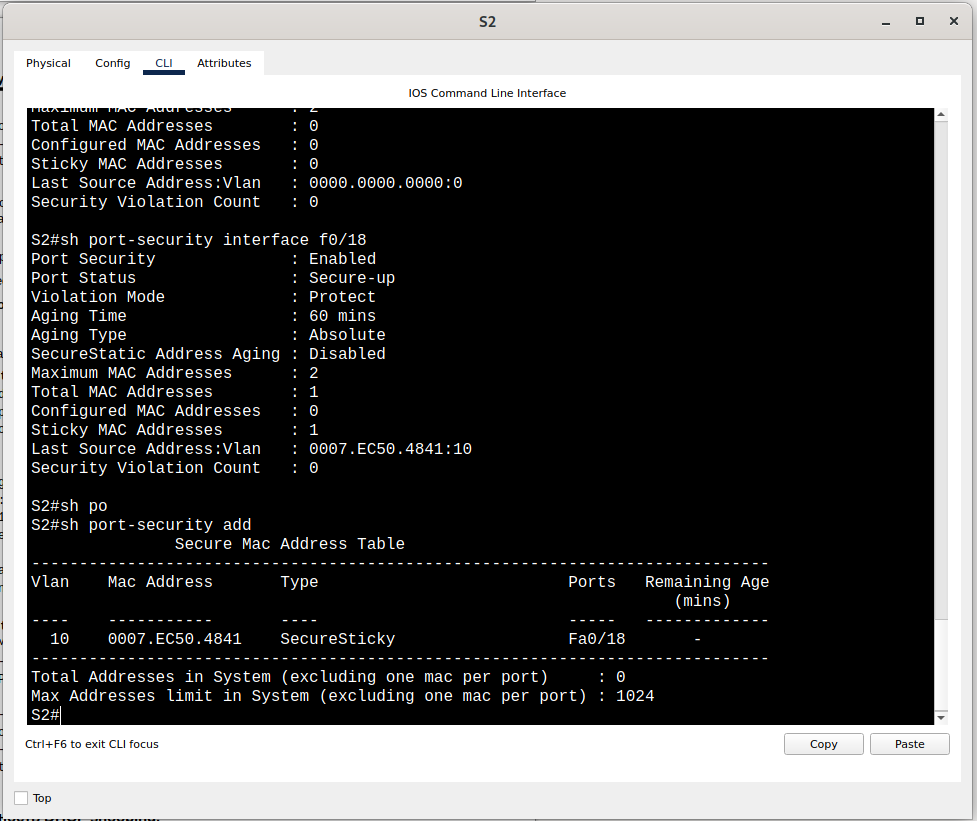 S2
Physical Config CLI Attributes
IOS Command Line Interface
Maximum MAC Addresses : 2
Total MAC Addresses : 0
Configured MAC Addresses : 0
Sticky MAC Addresses : 0
Last Source Address:Vlan : 0000.0000.0000:0
Security Violation Count : 0
S2#sh port-security interface f0/18
Port Security : Enabled
Port Status : Secure-up
Violation Mode : Protect
Aging Time : 60 mins
Aging Type : Absolute
SecureStatic Address Aging : Disabled
Maximum MAC Addresses : 2
Total MAC Addresses : 1
Configured MAC Addresses : 0
Sticky MAC Addresses : 1
Last Source Address:Vlan : 0007.EC50.4841:10
Security Violation Count : 0
S2#sh po
S2#sh port-security add
Secure Mac Address Table
-----------------------------------------------------------------------------
Vlan Mac Address Type Ports Remaining Age
(mins)
---- ----------- ---- ----- -------------
10 0007.EC50.4841 SecureSticky Fa0/18 -
-----------------------------------------------------------------------------
Total Addresses in System (excluding one mac per port) : 0
Max Addresses limit in System (excluding one mac per port) : 1024
S2#
Ctrl+F6 to exit CLI focus
Copy Paste
Top